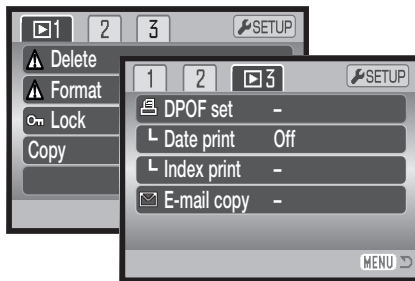 1 2 3 SETUP
Delete
Format
Lock
Copy
1 2 3 SETUP
DPOF set –
Date print Off
Index print –
E-mail copy –
MENU